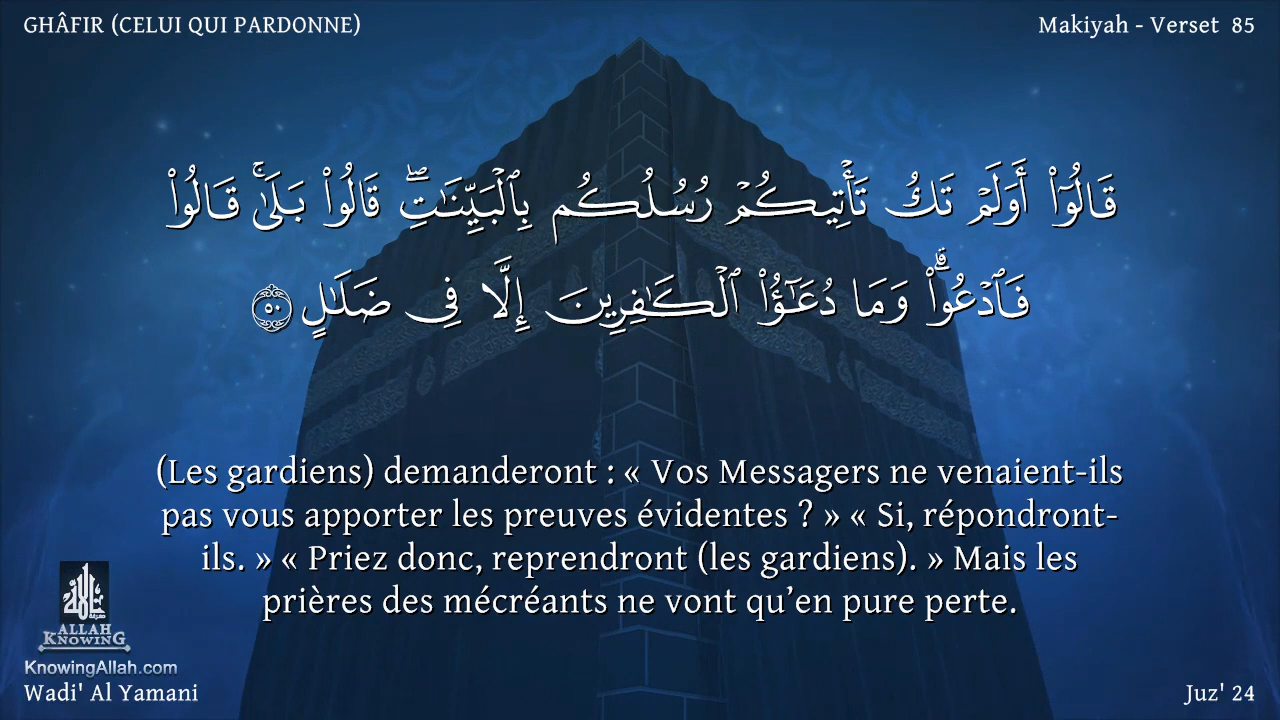 GHÂFIR (CELUI QUI PARDONNE)
Makiyah - Verset 85
قَالُوٓا۟ أَوَلَمْ تَكُ تَأْتِيكُمْ رُسُلُكُم بِٱلْبَيِّنَـٰتِ ۖ قَالُوا۟ بَلَىٰ ۚ قَالُوا۟
فَٱدْعُوا۟ ۗ وَمَا دُعَـٰٓؤُا۟ ٱلْكَـٰفِرِينَ إِلَّا فِى ضَلَـٰلٍ ٥٠
(Les gardiens) demanderont : « Vos Messagers ne venaient-ils
pas vous apporter les preuves évidentes ? » « Si, répondront-
ils. » « Priez donc, reprendront (les gardiens). » Mais les
prières des mécréants ne vont qu’en pure perte.
ALLAH
KNOWING
KnowingAllah.com
Wadi' Al Yamani
Juz' 24